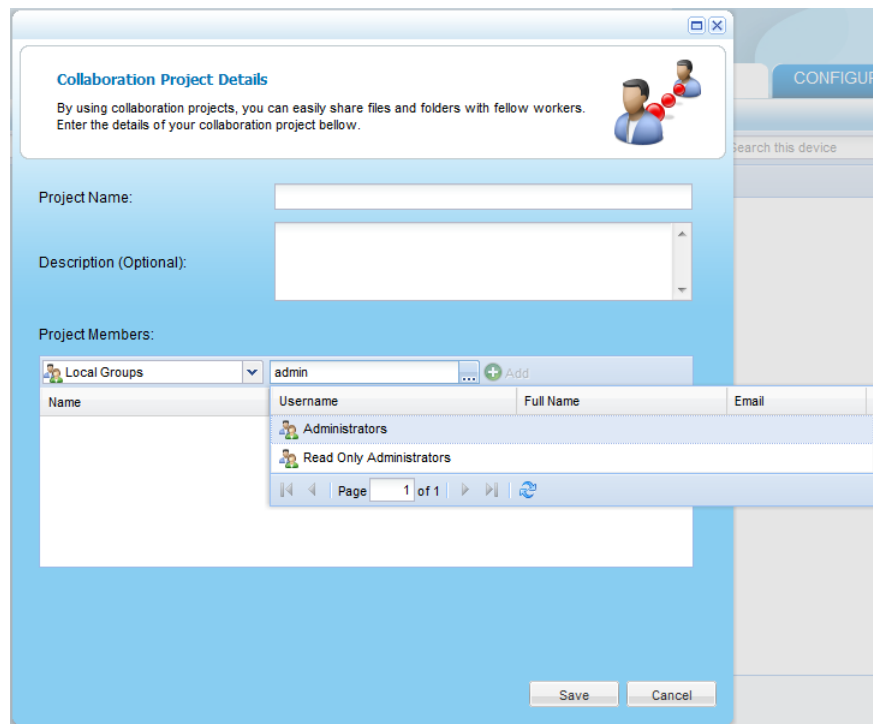 Collaboration Project Details
By using collaboration projects, you can easily share files and folders with fellow workers.
Enter the details of your collaboration project bellow.
CONFIGUR
Search this device
Project Name:
Description (Optional):
Project Members:
Local Groups
admin
...
Add
Name
Username
Full Name
Email
Administrators
Read Only Administrators
Page 1 of 1
Save
Cancel